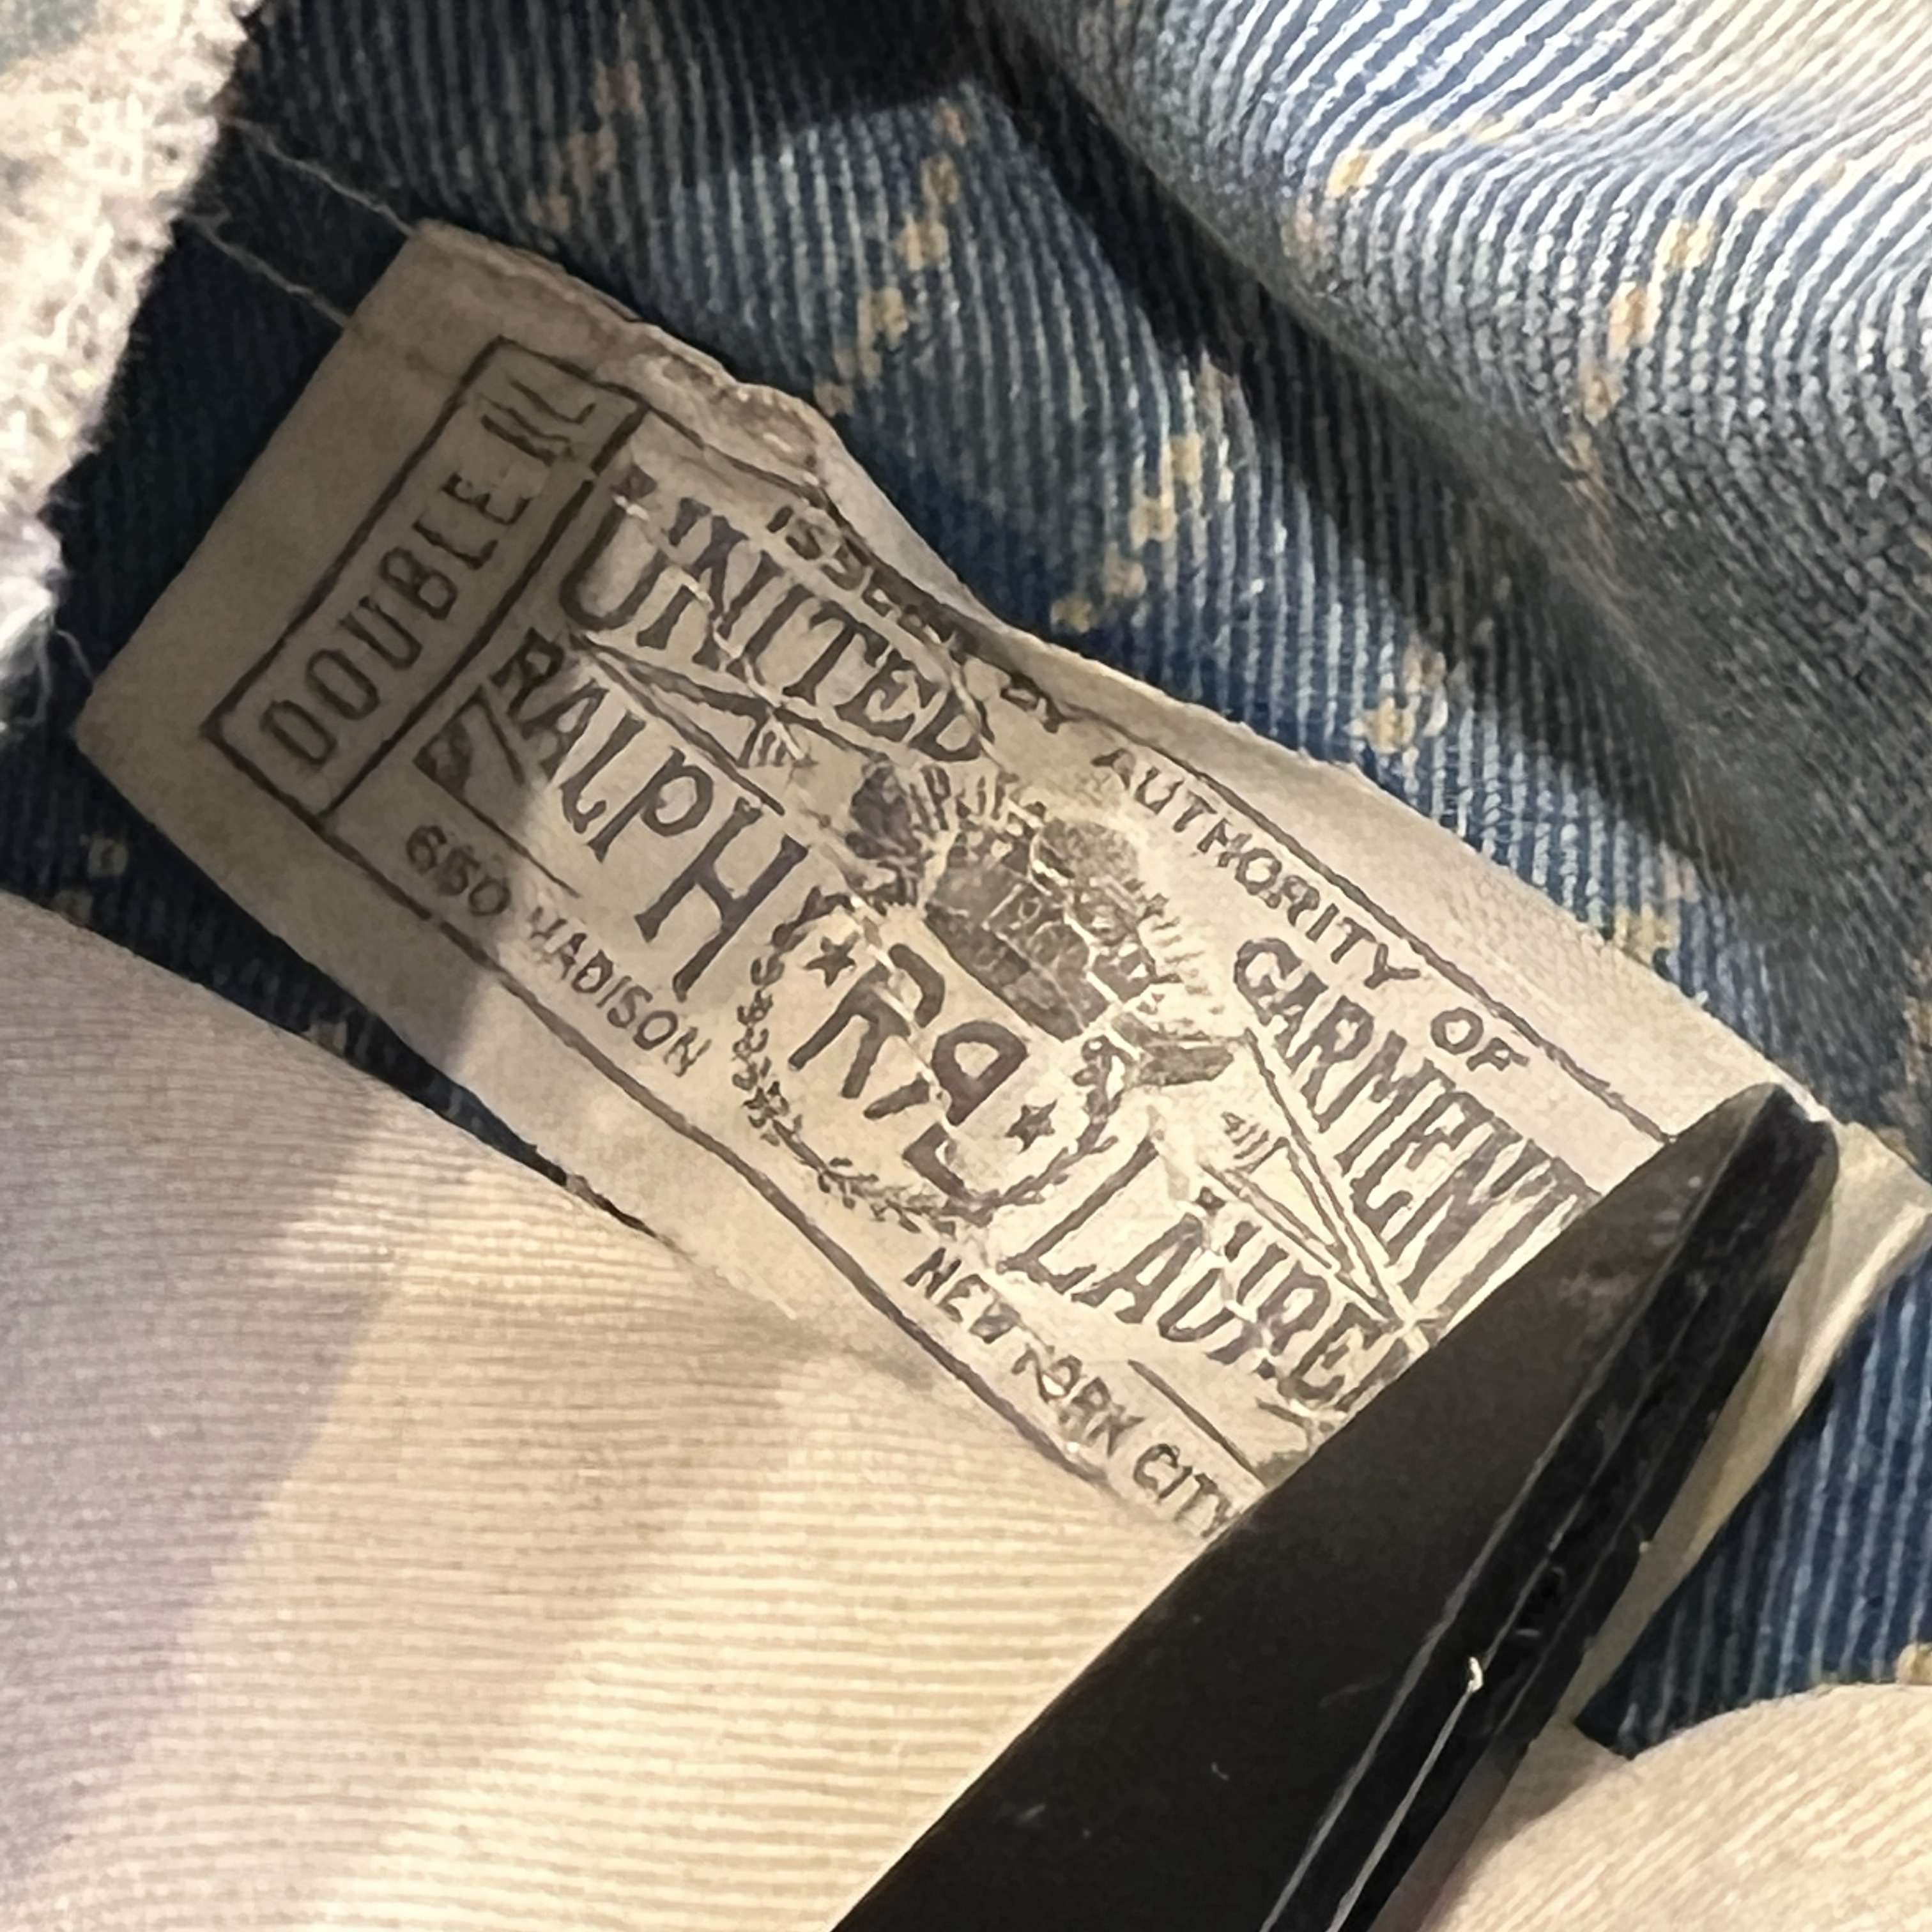 DOUBLE RL
ISSUED BY AUTHORITY OF
UNITED GARMENT
RALPH LAUREN
RRL
650 MADISON
NEW YORK CITY